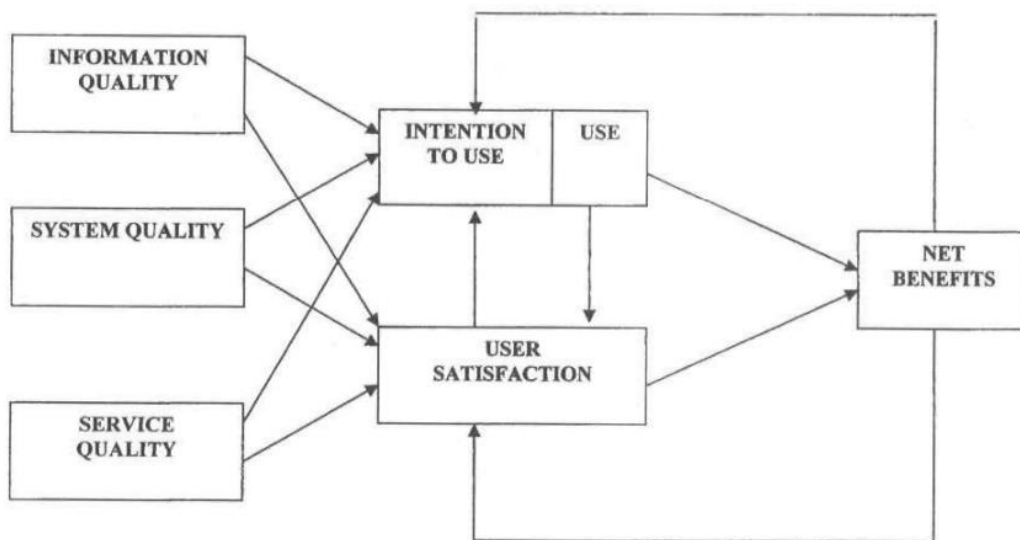 INFORMATION
QUALITY
INTENTION
TO USE
USE
SYSTEM QUALITY
NET
BENEFITS
USER
SATISFACTION
SERVICE
QUALITY